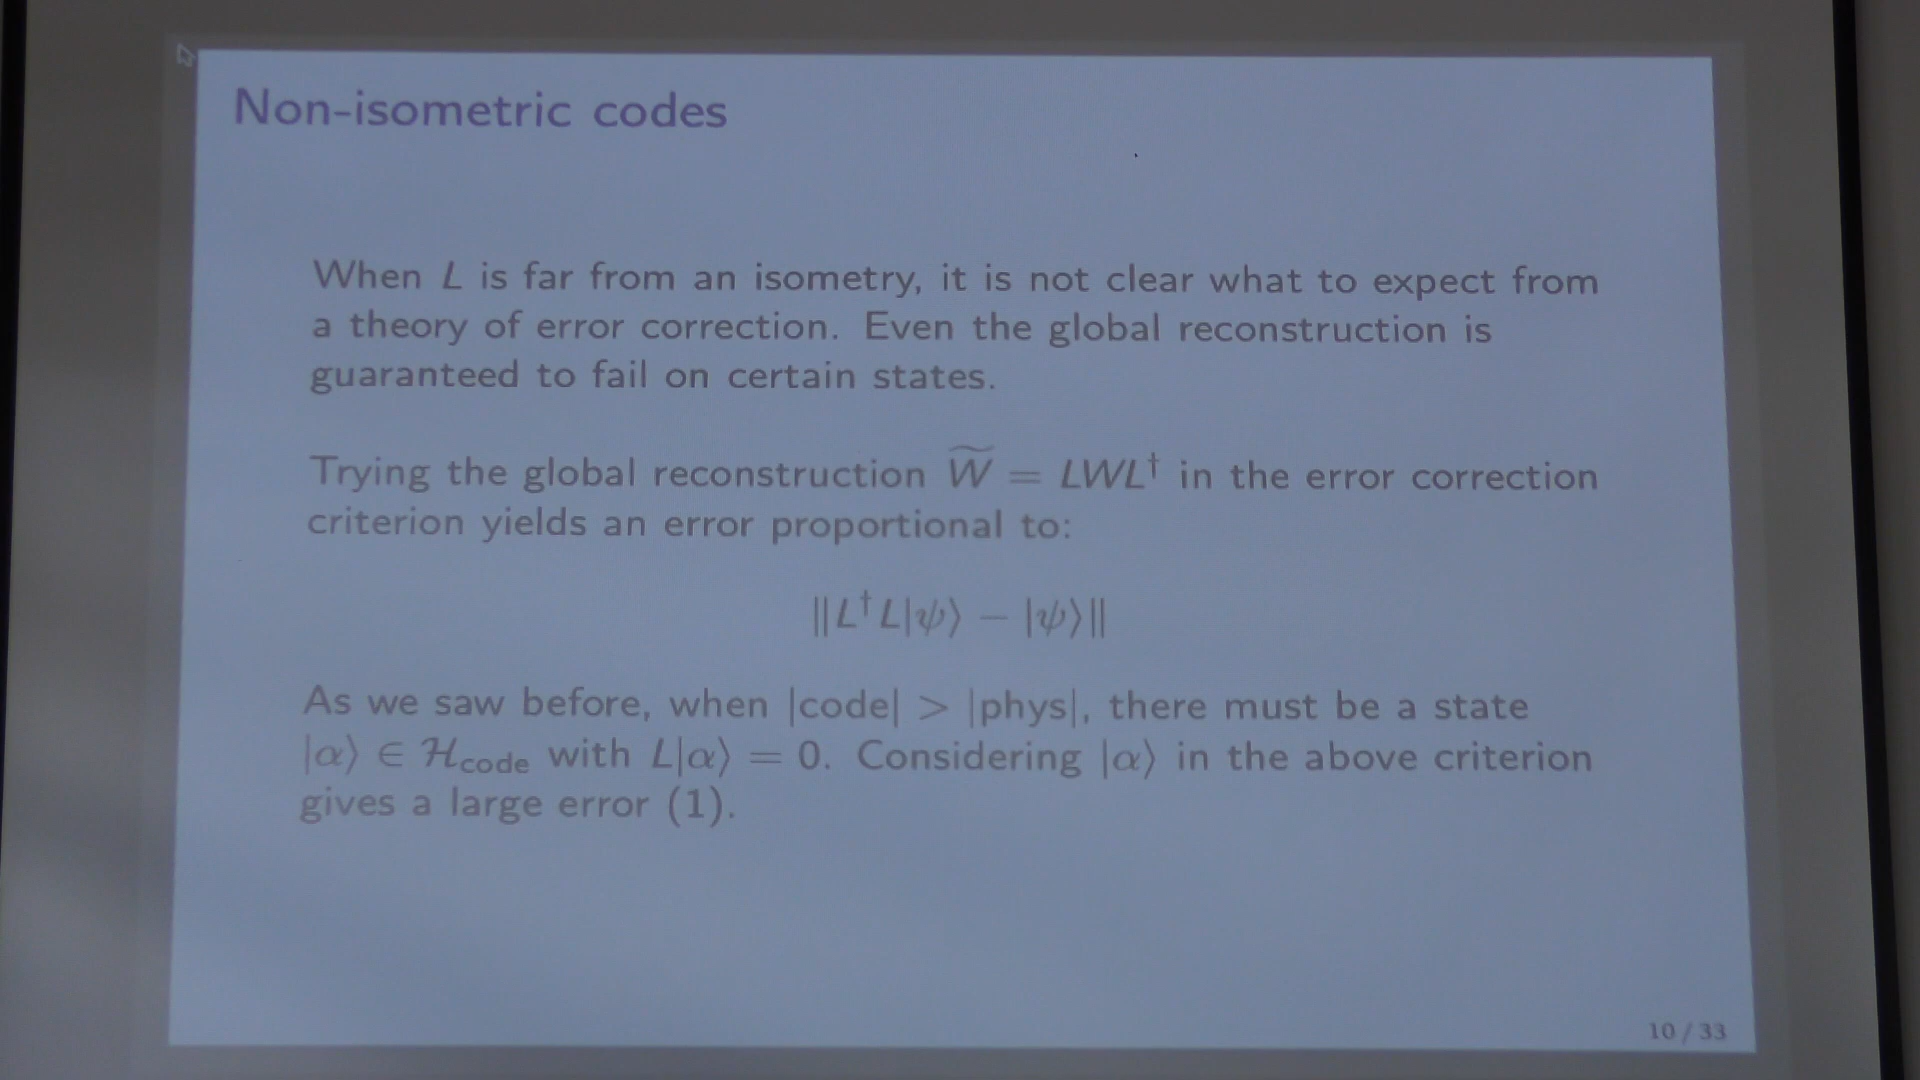 Non-isometric codes
When L is far from an isometry, it is not clear what to expect from
a theory of error correction. Even the global reconstruction is
guaranteed to fail on certain states.
Trying the global reconstruction W̃ = LWL† in the error correction
criterion yields an error proportional to:
‖L†L|ψ⟩ − |ψ⟩‖
As we saw before, when |code| > |phys|, there must be a state
|α⟩ ∈ ℋcode with L|α⟩ = 0. Considering |α⟩ in the above criterion
gives a large error (1).
10 / 33